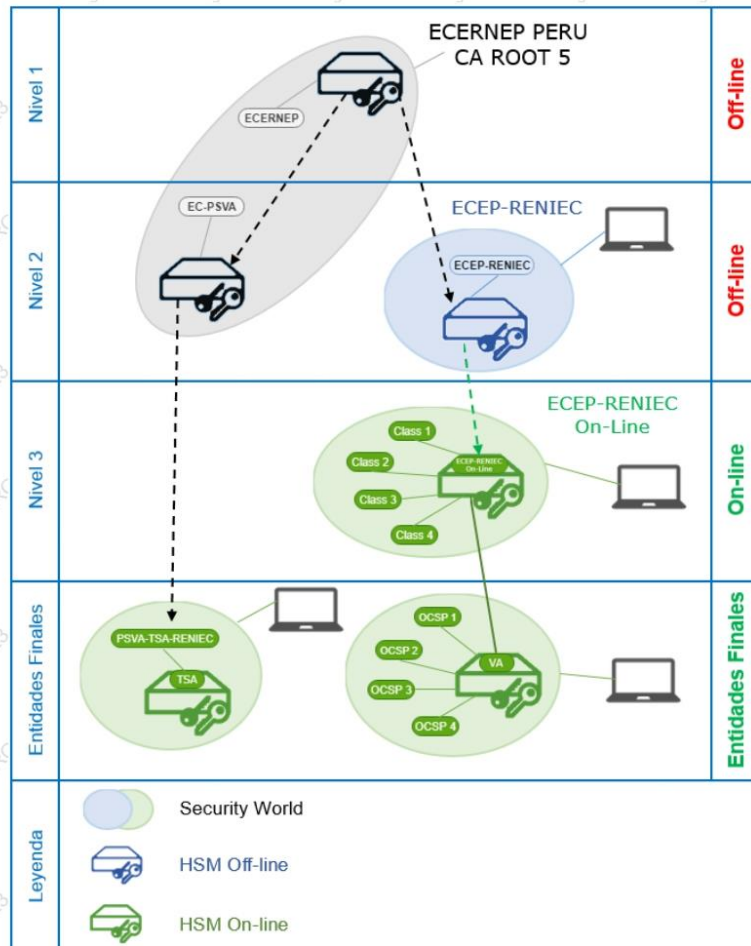 Nivel 1
ECERNEP PERU
CA ROOT 5
ECERNEP
Off-line
Nivel 2
EC-PSVA
ECEP-RENIEC
ECEP-RENIEC
Off-line
Nivel 3
ECEP-RENIEC
On-Line
Class 1
Class 2
Class 3
Class 4
ECEP-RENIEC
On-Line
On-line
Entidades Finales
PSVA-TSA-RENIEC
TSA
OCSP 1
OCSP 2
OCSP 3
OCSP 4
VA
Entidades Finales
Leyenda
Security World
HSM Off-line
HSM On-line